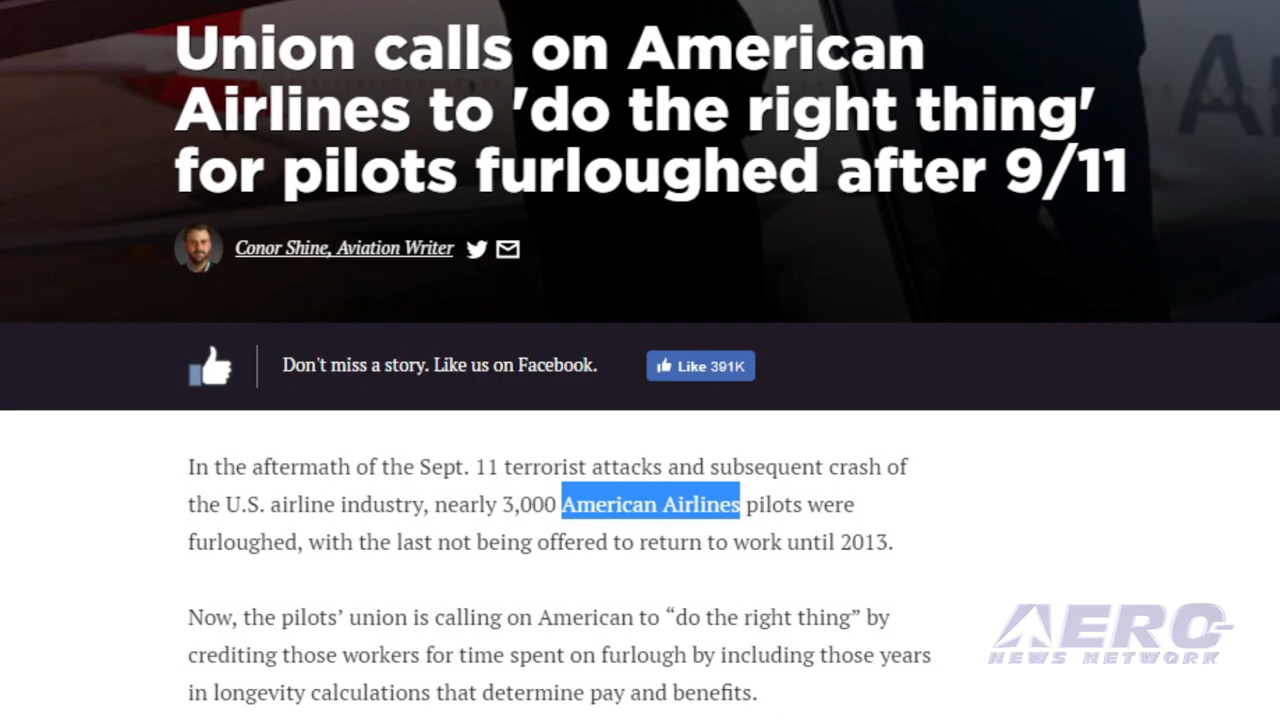 Union calls on American
Airlines to 'do the right thing'
for pilots furloughed after 9/11
Conor Shine, Aviation Writer
Don't miss a story. Like us on Facebook.
Like 391K
In the aftermath of the Sept. 11 terrorist attacks and subsequent crash of
the U.S. airline industry, nearly 3,000 American Airlines pilots were
furloughed, with the last not being offered to return to work until 2013.
Now, the pilots’ union is calling on American to “do the right thing” by
crediting those workers for time spent on furlough by including those years
in longevity calculations that determine pay and benefits.
AERO
NEWS NETWORK